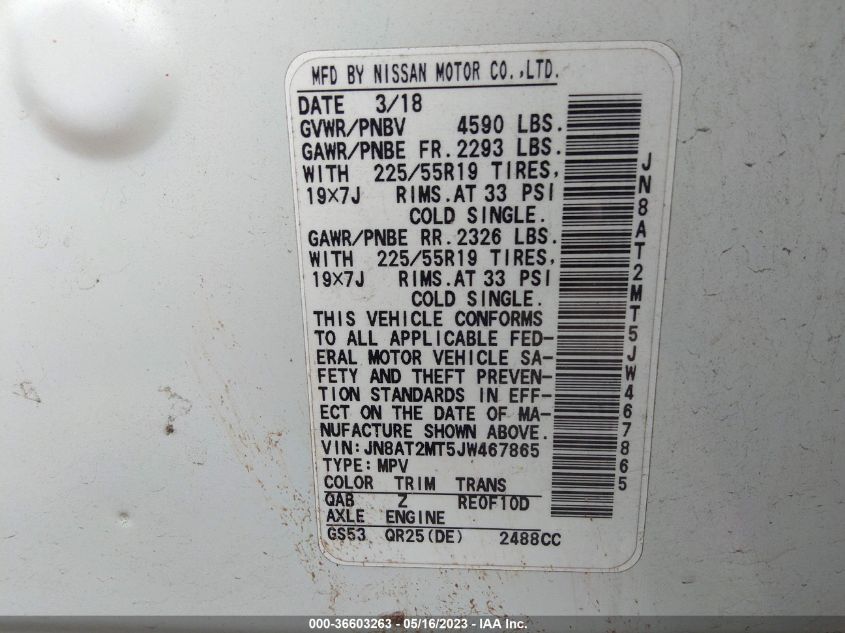 MFD BY NISSAN MOTOR CO.,LTD.
DATE 3/18
GVWR/PNBV 4590 LBS.
GAWR/PNBE FR. 2293 LBS.
WITH 225/55R19 TIRES,
19×7J RIMS.AT 33 PSI
COLD SINGLE.
GAWR/PNBE RR. 2326 LBS.
WITH 225/55R19 TIRES,
19×7J RIMS.AT 33 PSI
COLD SINGLE.
THIS VEHICLE CONFORMS
TO ALL APPLICABLE FED-
ERAL MOTOR VEHICLE SA-
FETY AND THEFT PREVEN-
TION STANDARDS IN EFF-
ECT ON THE DATE OF MA-
NUFACTURE SHOWN ABOVE.
VIN:JN8AT2MT5JW467865
TYPE:MPV
COLOR TRIM TRANS
QAB Z RE0F10D
AXLE ENGINE
GS53 QR25(DE) 2488CC
JN8AT2MT5JW467865
000-36603263 - 05/16/2023 - IAA Inc.